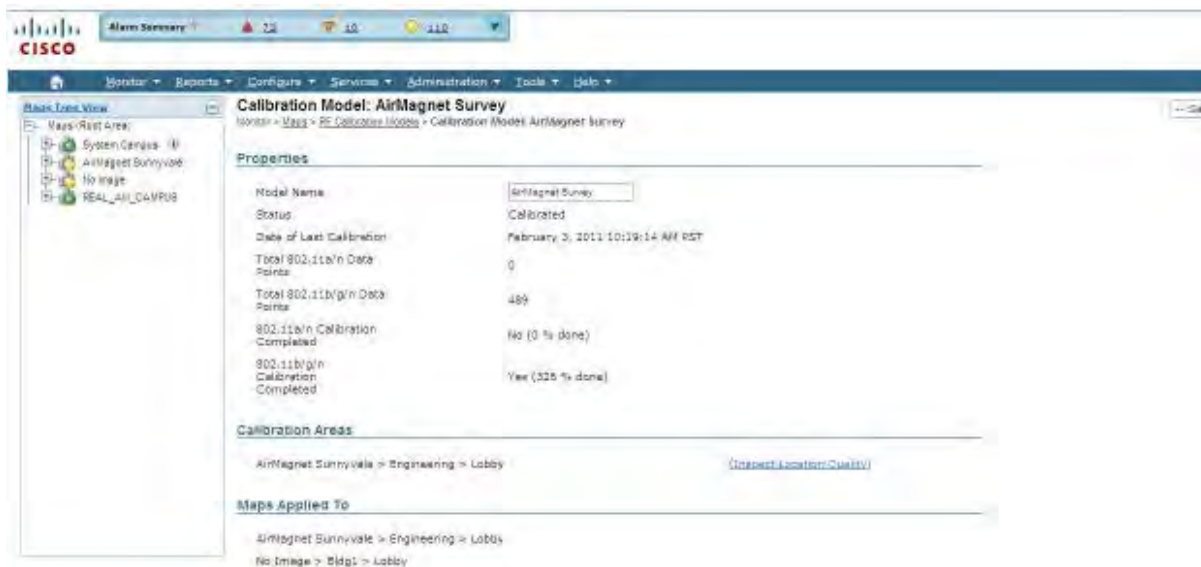 CISCO
Alarm Summary 10 110
Monitor Reports Configure Services Administration Tools Help
Maps Tree View
Maps (Root Area)
System Campus
AirMagnet Sunnyvale
No Image
REAL_AM_CAMPUS
Calibration Model: AirMagnet Survey
Monitor > Maps > RF Calibration Models > Calibration Model: AirMagnet Survey
Properties
Model Name AirMagnet Survey
Status Calibrated
Date of Last Calibration February 3, 2011 10:19:14 AM PST
Total 802.11a/n Data Points 0
Total 802.11b/g/n Data Points 489
802.11a/n Calibration Completed No (0 % done)
802.11b/g/n Calibration Completed Yes (326 % done)
Calibration Areas
AirMagnet Sunnyvale > Engineering > Lobby (Inspect Location Quality)
Maps Applied To
AirMagnet Sunnyvale > Engineering > Lobby
No Image > Bldg1 > Lobby